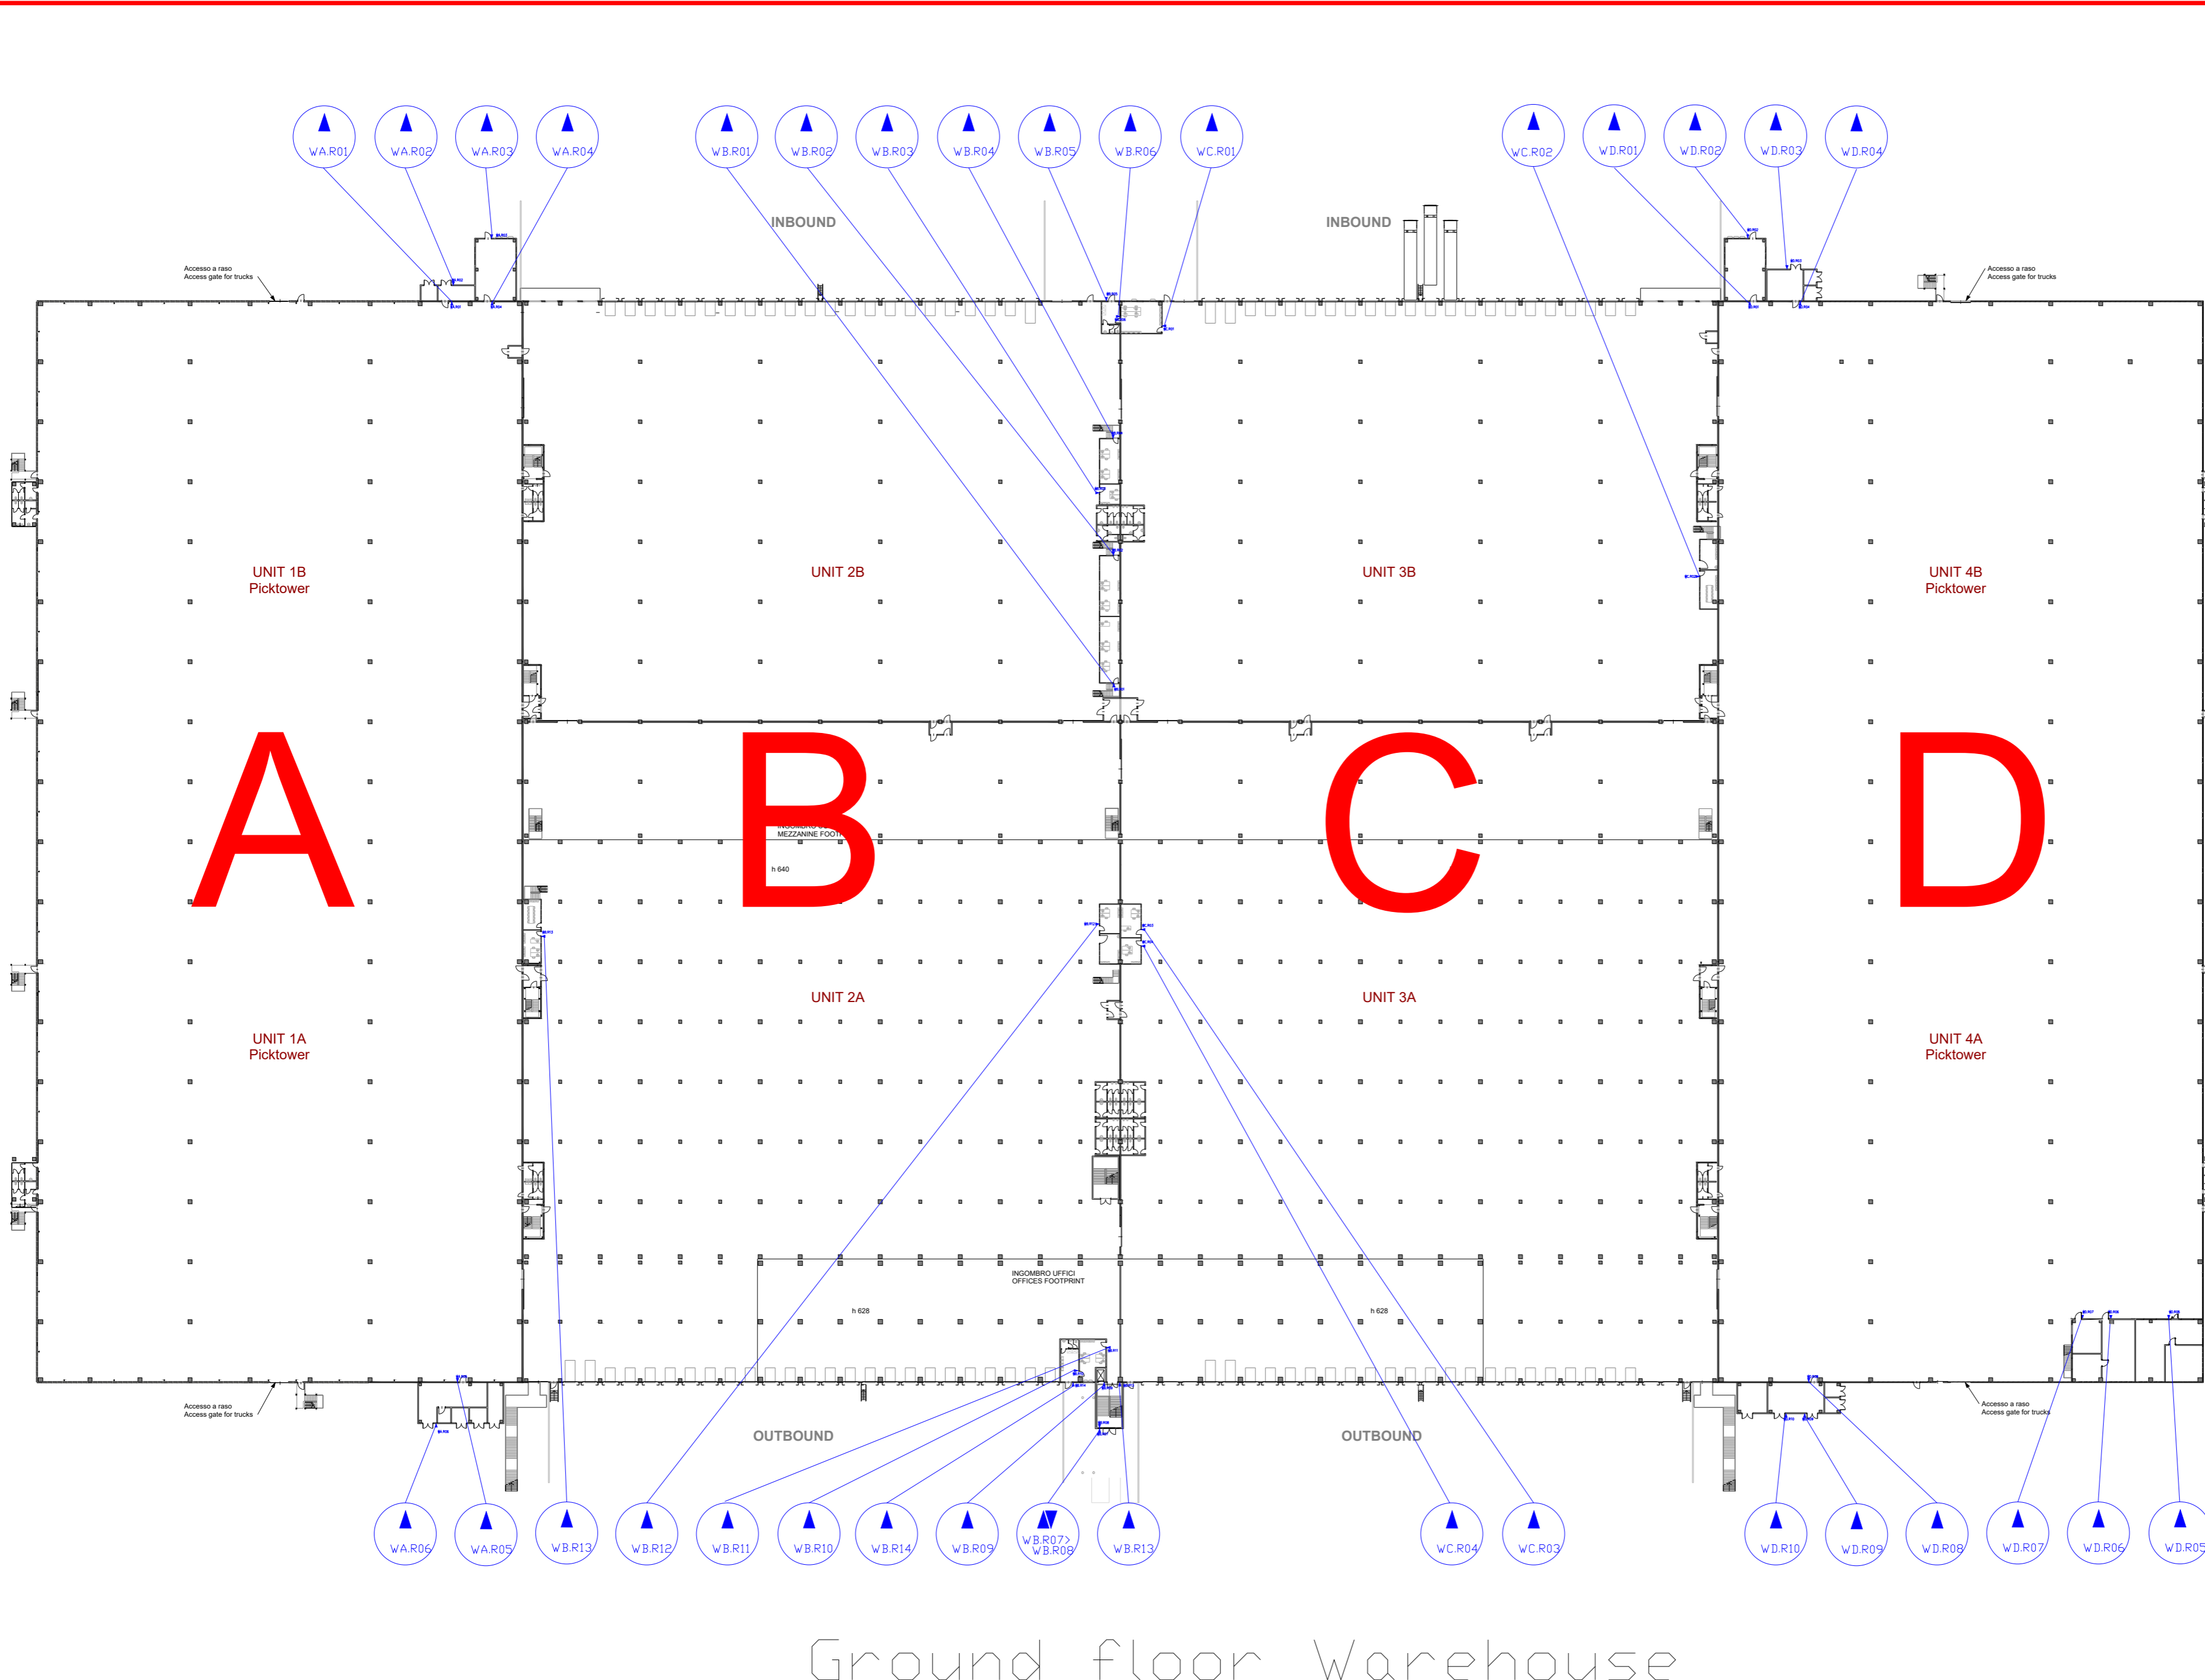 WA.R01 WA.R02 WA.R03 WA.R04 WB.R01 WB.R02 WB.R03 WB.R04 WB.R05 WB.R06 WC.R01 WC.R02 WD.R01 WD.R02 WD.R03 WD.R04
INBOUND INBOUND
Accesso a raso
Access gate for trucks
Accesso a raso
Access gate for trucks
UNIT 1B
Picktower
UNIT 2B
UNIT 3B
UNIT 4B
Picktower
A B C D
MEZZANINE
h 640
UNIT 2A
UNIT 3A
UNIT 1A
Picktower
UNIT 4A
Picktower
INGOMBRO UFFICI
OFFICES FOOTPRINT
h 628 h 628
Accesso a raso
Access gate for trucks
Accesso a raso
Access gate for trucks
OUTBOUND OUTBOUND
WA.R06 WA.R05 WB.R13 WB.R12 WB.R11 WB.R10 WB.R14 WB.R09 WB.R07> WB.R13 WC.R04 WC.R03 WD.R10 WD.R09 WD.R08 WD.R07 WD.R06 WD.R05
WB.R08
Ground floor Warehouse